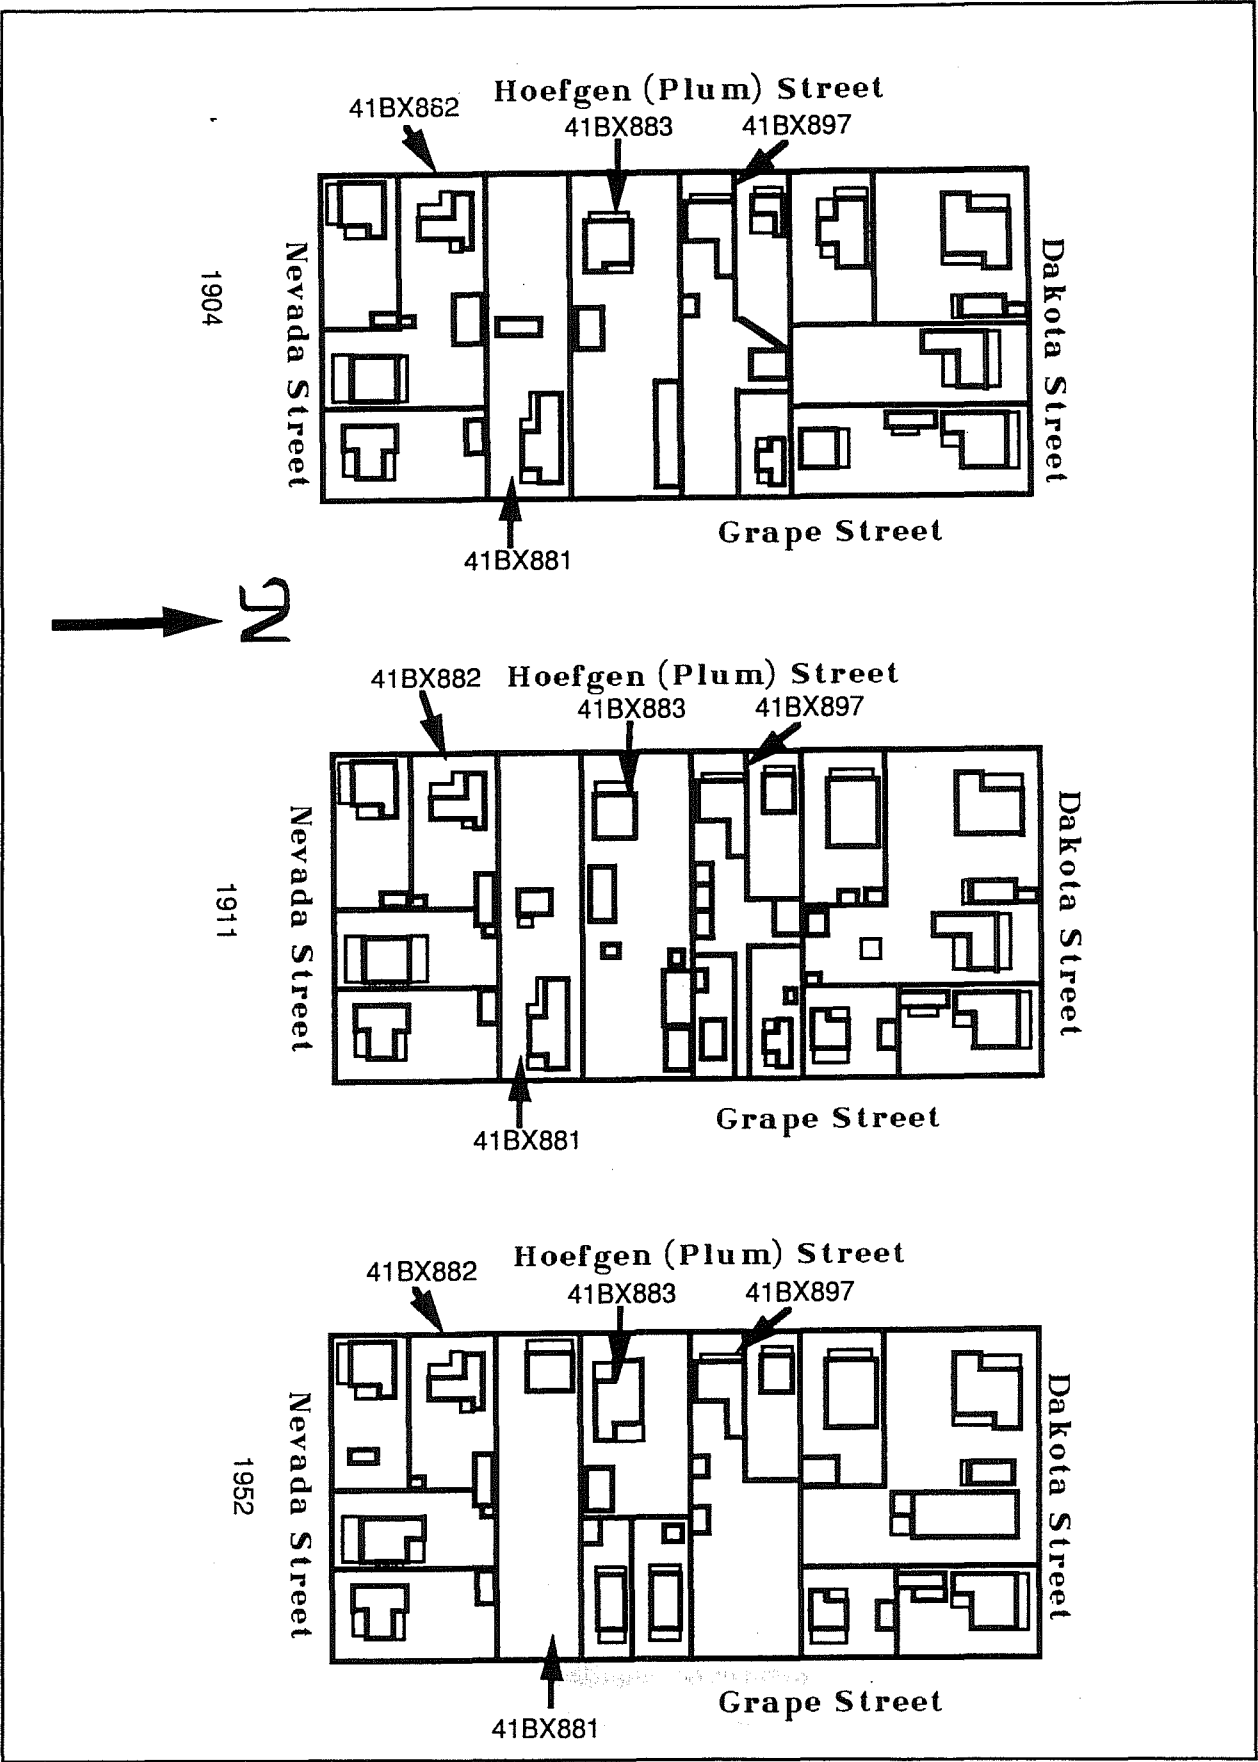 Hoefgen (Plum) Street
41BX862
41BX883
41BX897
Nevada Street
Dakota Street
1904
Grape Street
41BX881
N
Hoefgen (Plum) Street
41BX882
41BX883
41BX897
Nevada Street
Dakota Street
1911
Grape Street
41BX881
Hoefgen (Plum) Street
41BX882
41BX883
41BX897
Nevada Street
Dakota Street
1952
Grape Street
41BX881